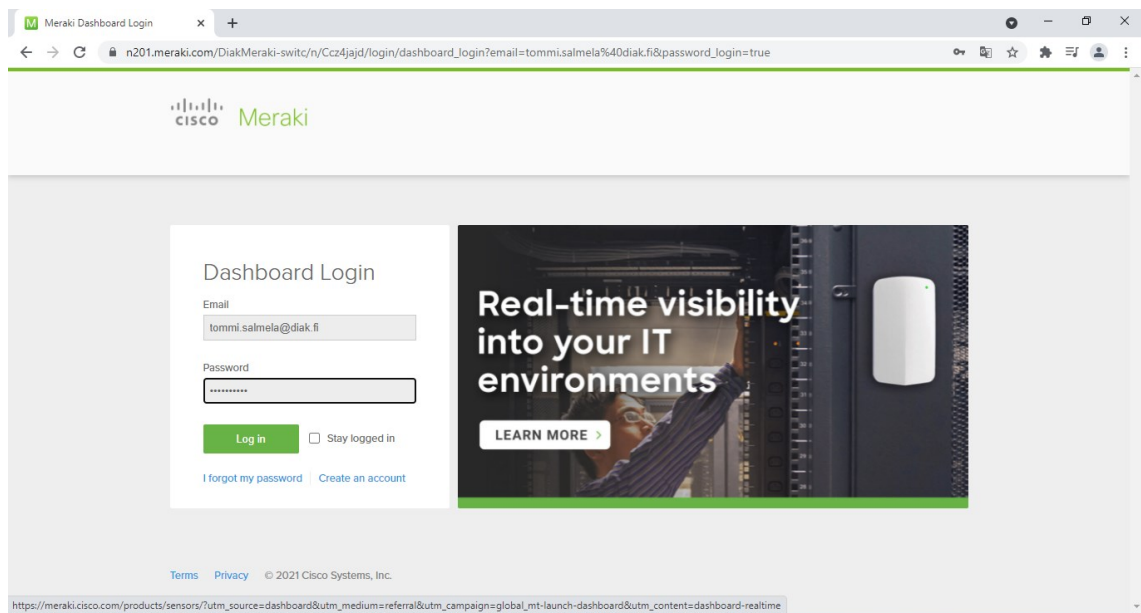 Meraki Dashboard Login
n201.meraki.com/DiakMeraki-switc/n/Ccz4jajd/login/dashboard_login?email=tommi.salmela%40diak.fi&password_login=true
cisco Meraki
Dashboard Login
Email
tommi.salmela@diak.fi
Password
••••••••••
Log in
Stay logged in
I forgot my password
Create an account
Real-time visibility
into your IT
environments
LEARN MORE >
Terms Privacy © 2021 Cisco Systems, Inc.
https://meraki.cisco.com/products/sensors/?utm_source=dashboard&utm_medium=referral&utm_campaign=global_mt-launch-dashboard&utm_content=dashboard-realtime